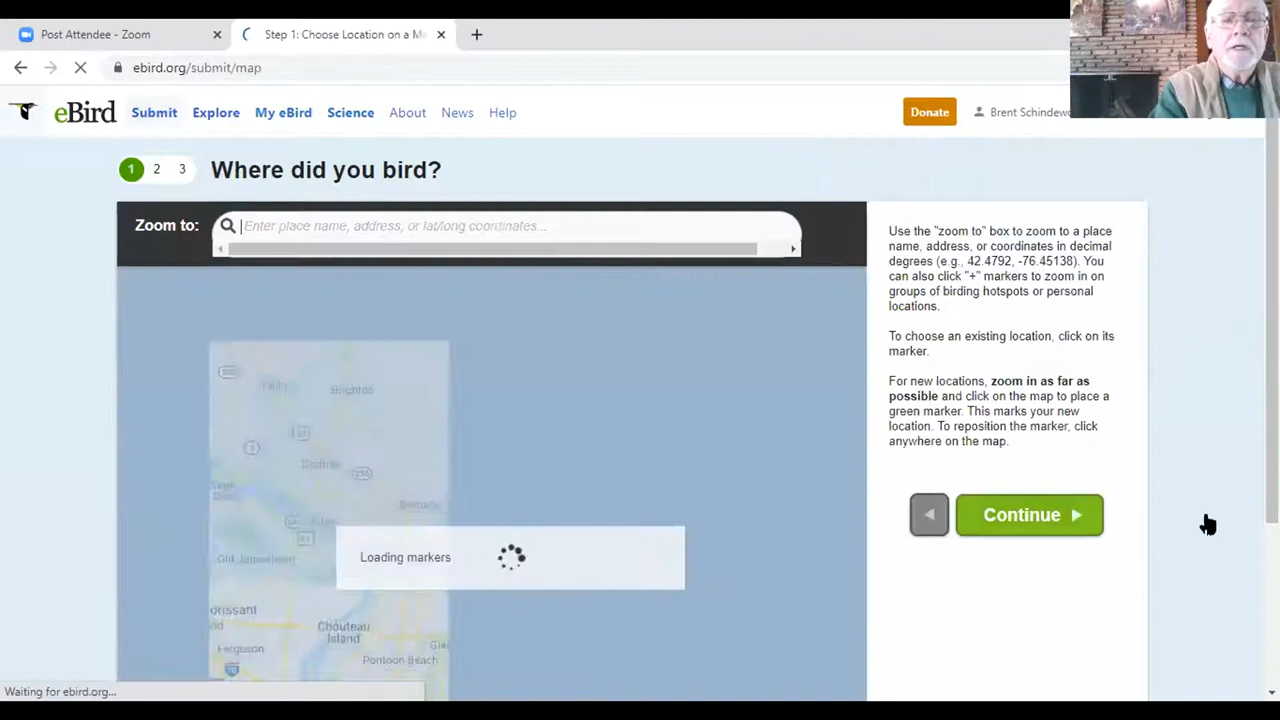 Post Attendee - Zoom
Step 1: Choose Location on a Ma
ebird.org/submit/map
eBird Submit Explore My eBird Science About News Help Donate Brent Schindewo
1 2 3 Where did you bird?
Zoom to: Enter place name, address, or lat/long coordinates...
Use the "zoom to" box to zoom to a place
name, address, or coordinates in decimal
degrees (e.g., 42.4792, -76.45138). You
can also click "+" markers to zoom in on
groups of birding hotspots or personal
locations.
To choose an existing location, click on its
marker.
For new locations, zoom in as far as
possible and click on the map to place a
green marker. This marks your new
location. To reposition the marker, click
anywhere on the map.
Continue
Brighton
Bethalto
Loading markers
orissant
Chouteau
Island
Ferguson
Pontoon Beach
Waiting for ebird.org...